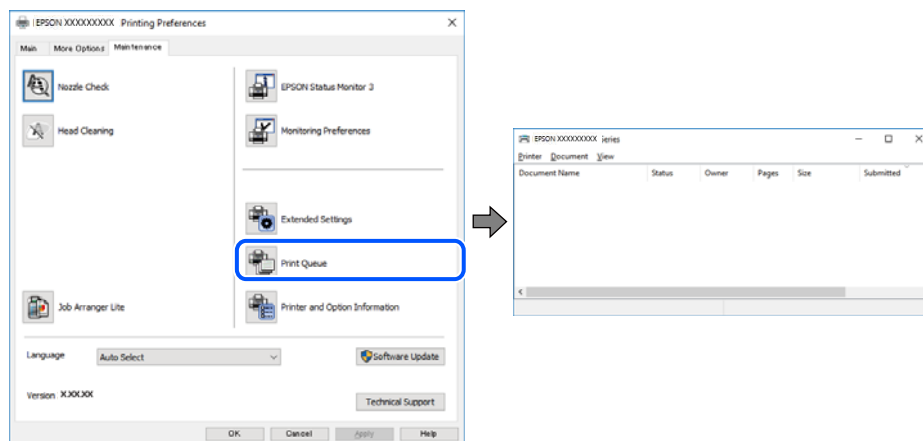 EPSON XXXXXXXXX Printing Preferences
Main More Options Maintenance
Nozzle Check
EPSON Status Monitor 3
Head Cleaning
Monitoring Preferences
Extended Settings
Print Queue
Job Arranger Lite
Printer and Option Information
Language Auto Select Software Update
Version X.XX.XX
Technical Support
OK Cancel Apply Help
EPSON XXXXXXXXX
Printer Document View
Document Name Status Owner Pages Size Submitted